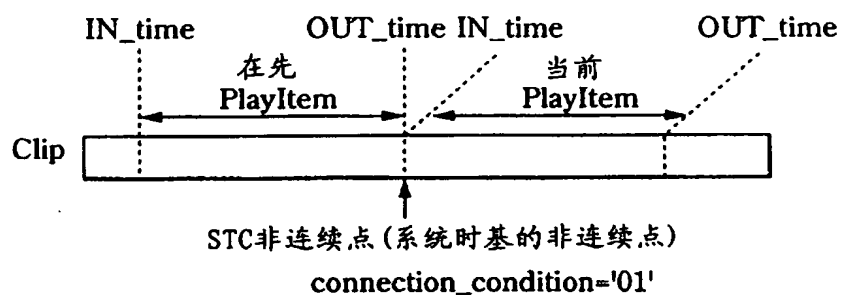 IN_time OUT_time IN_time OUT_time
在先 当前
PlayItem PlayItem
Clip
STC非连续点(系统时基的非连续点)
connection_condition='01'